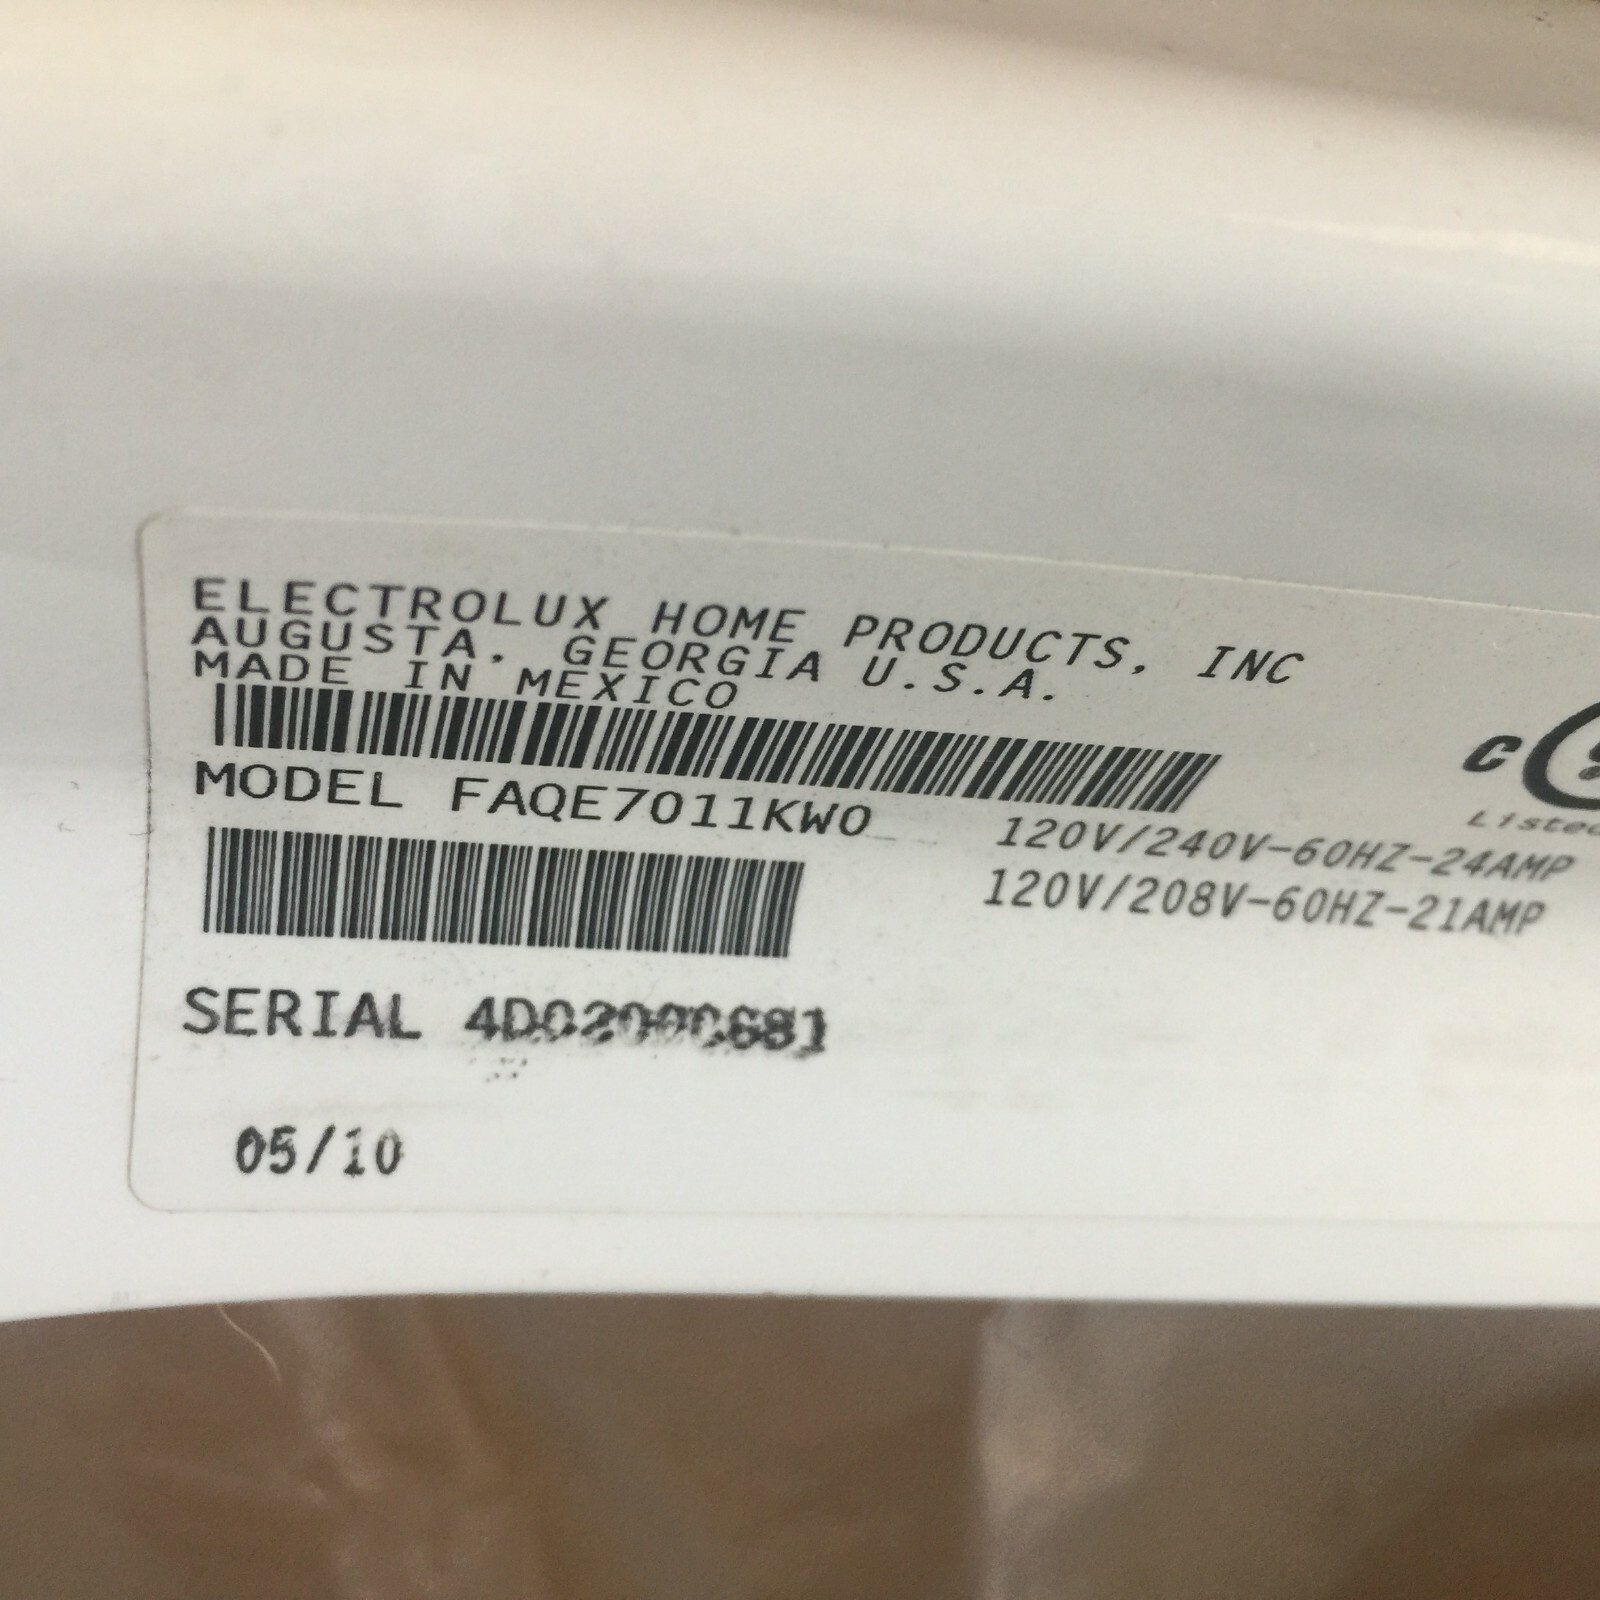 ELECTROLUX HOME PRODUCTS, INC
AUGUSTA, GEORGIA U.S.A.
MADE IN MEXICO
MODEL FAQE7011KW0
120V/240V-60HZ-24AMP
120V/208V-60HZ-21AMP
C
Listed
SERIAL
05/10